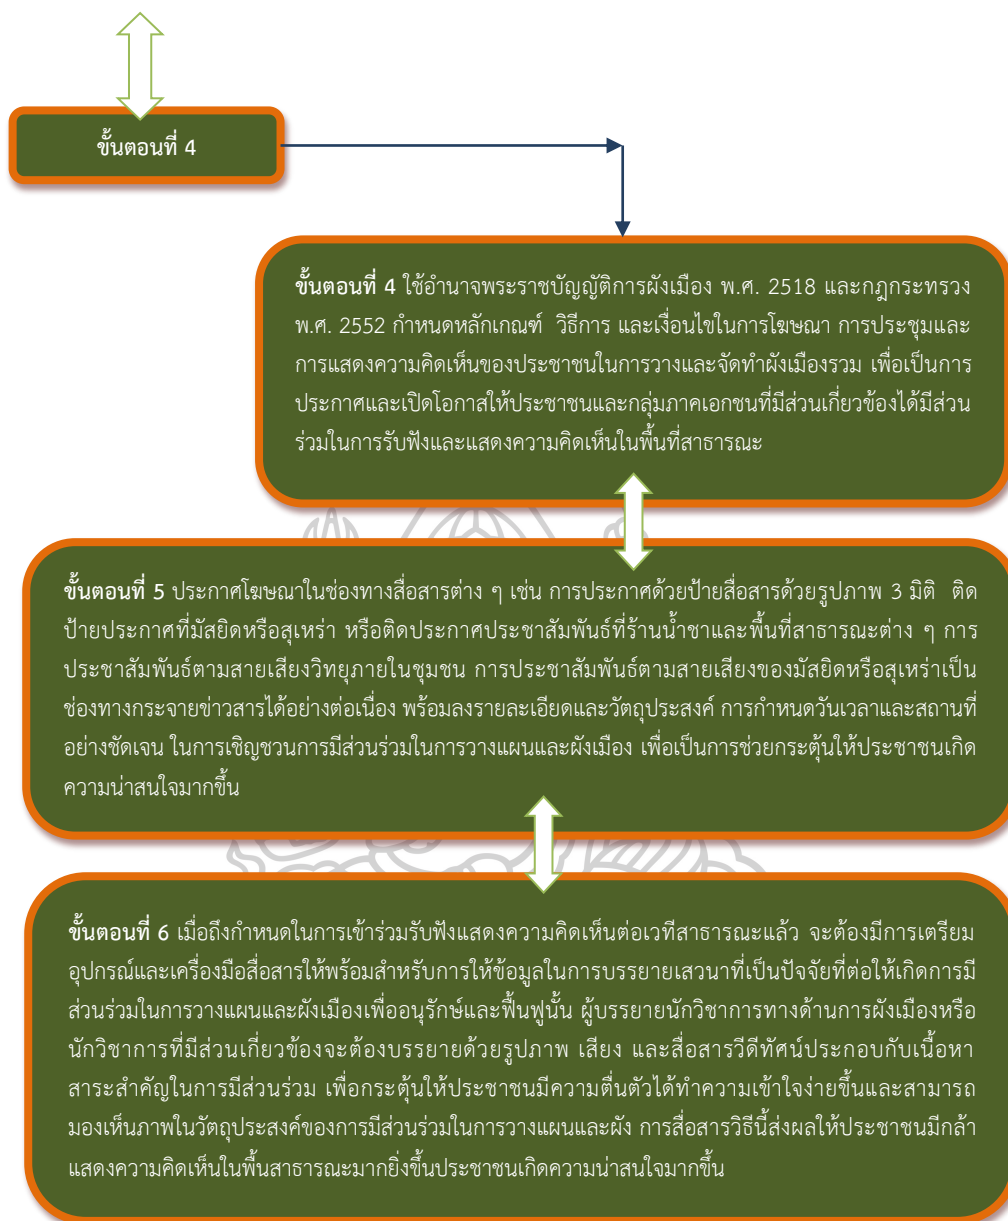 ขั้นตอนที่ 4
ขั้นตอนที่ 4 ใช้อำนาจพระราชบัญญัติการผังเมือง พ.ศ. 2518 และกฎกระทรวง
พ.ศ. 2552 กำหนดหลักเกณฑ์ วิธีการ และเงื่อนไขในการโฆษณา การประชุมและ
การแสดงความคิดเห็นของประชาชนในการวางและจัดทำผังเมืองรวม เพื่อเป็นการ
ประกาศและเปิดโอกาสให้ประชาชนและกลุ่มภาคเอกชนที่มีส่วนเกี่ยวข้องได้มีส่วน
ร่วมในการรับฟังและแสดงความคิดเห็นในพื้นที่สาธารณะ
ขั้นตอนที่ 5 ประกาศโฆษณาในช่องทางสื่อสารต่าง ๆ เช่น การประกาศด้วยป้ายสื่อสารด้วยรูปภาพ 3 มิติ ติด
ป้ายประกาศที่มัสยิดหรือสุเหร่า หรือติดประกาศประชาสัมพันธ์ที่ร้านน้ำชาและพื้นที่สาธารณะต่าง ๆ การ
ประชาสัมพันธ์ตามสายเสียงวิทยุภายในชุมชน การประชาสัมพันธ์ตามสายเสียงของมัสยิดหรือสุเหร่าเป็น
ช่องทางกระจายข่าวสารได้อย่างต่อเนื่อง พร้อมลงรายละเอียดและวัตถุประสงค์ การกำหนดวันเวลาและสถานที่
อย่างชัดเจน ในการเชิญชวนการมีส่วนร่วมในการวางแผนและผังเมือง เพื่อเป็นการช่วยกระตุ้นให้ประชาชนเกิด
ความน่าสนใจมากขึ้น
ขั้นตอนที่ 6 เมื่อถึงกำหนดในการเข้าร่วมรับฟังแสดงความคิดเห็นต่อเวทีสาธารณะแล้ว จะต้องมีการเตรียม
อุปกรณ์และเครื่องมือสื่อสารให้พร้อมสำหรับการให้ข้อมูลในการบรรยายเสวนาที่เป็นปัจจัยที่ต่อให้เกิดการมี
ส่วนร่วมในการวางแผนและผังเมืองเพื่ออนุรักษ์และฟื้นฟูนั้น ผู้บรรยายนักวิชาการทางด้านการผังเมืองหรือ
นักวิชาการที่มีส่วนเกี่ยวข้องจะต้องบรรยายด้วยรูปภาพ เสียง และสื่อสารวีดีทัศน์ประกอบกับเนื้อหา
สาระสำคัญในการมีส่วนร่วม เพื่อกระตุ้นให้ประชาชนมีความตื่นตัวได้ทำความเข้าใจง่ายขึ้นและสามารถ
มองเห็นภาพในวัตถุประสงค์ของการมีส่วนร่วมในการวางแผนและผัง การสื่อสารวิธีนี้ส่งผลให้ประชาชนมีกล้า
แสดงความคิดเห็นในพื้นสาธารณะมากยิ่งขึ้นประชาชนเกิดความน่าสนใจมากขึ้น